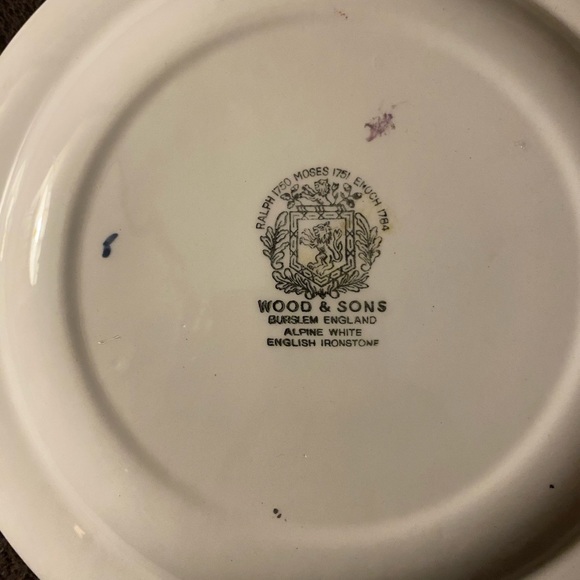 RALPH 1750 MOSES 1751 ENOCH 1784
WOOD & SONS
BURSLEM ENGLAND
ALPINE WHITE
ENGLISH IRONSTONE